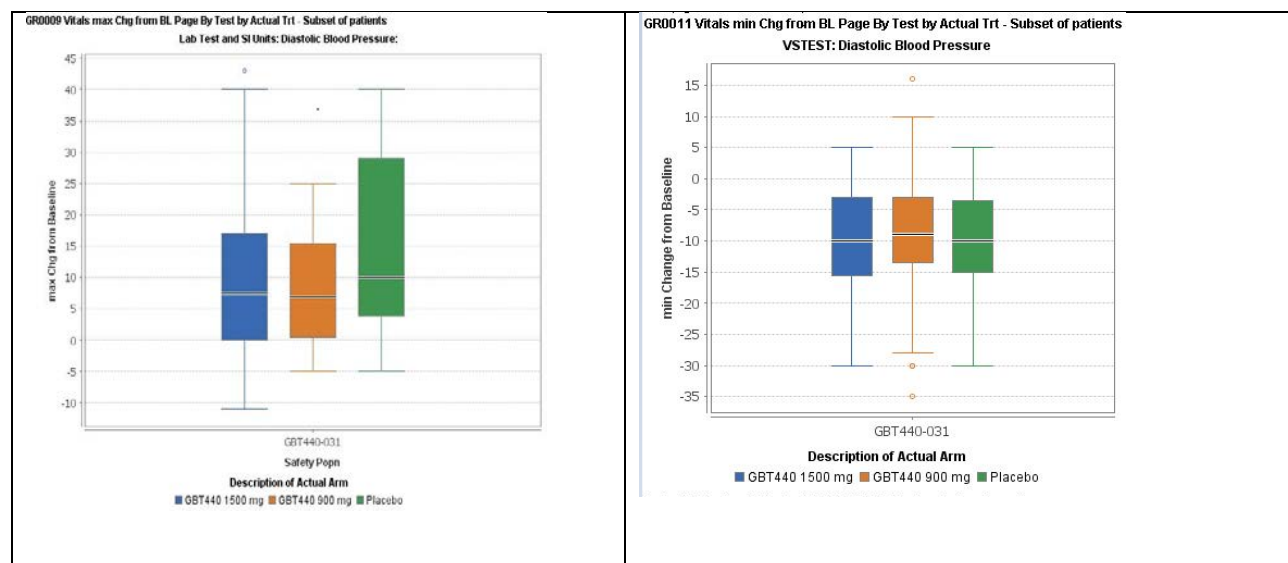 GR0009 Vitals max Chg from BL Page By Test by Actual Trt - Subset of patients
Lab Test and SI Units: Diastolic Blood Pressure:
max Chg from Baseline
45
40
35
30
25
20
15
10
5
0
-5
-10
GBT440-031
Safety Popn
Description of Actual Arm
GBT440 1500 mg GBT440 900 mg Placebo
GR0011 Vitals min Chg from BL Page By Test by Actual Trt - Subset of patients
VSTEST: Diastolic Blood Pressure
min Change from Baseline
15
10
5
0
-5
-10
-15
-20
-25
-30
-35
GBT440-031
Description of Actual Arm
GBT440 1500 mg GBT440 900 mg Placebo